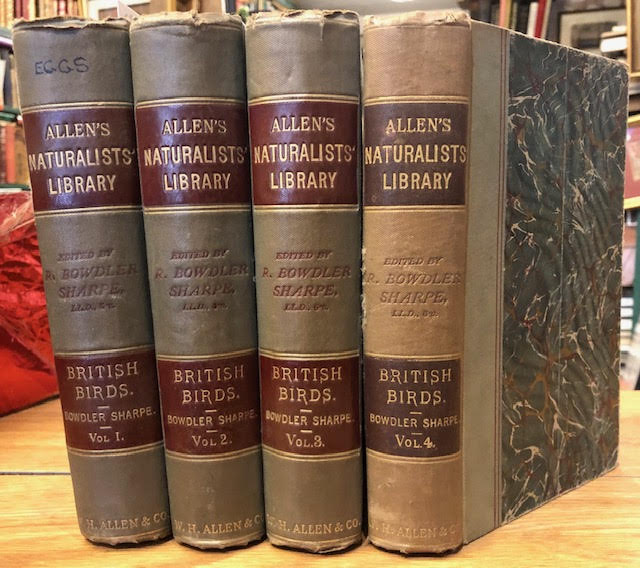 EGGS
ALLEN'S
NATURALISTS'
LIBRARY
EDITED BY
R. BOWDLER
SHARPE,
LL.D., &c.
BRITISH
BIRDS.
BOWDLER SHARPE.
VOL 1.
W. H. ALLEN & CO.
ALLEN'S
NATURALISTS'
LIBRARY
EDITED BY
R. BOWDLER
SHARPE,
LL.D., &c.
BRITISH
BIRDS.
BOWDLER SHARPE.
VOL 2.
W. H. ALLEN & CO.
ALLEN'S
NATURALISTS'
LIBRARY
EDITED BY
R. BOWDLER
SHARPE,
LL.D., &c.
BRITISH
BIRDS.
BOWDLER SHARPE.
VOL. 3.
W. H. ALLEN & CO.
ALLEN'S
NATURALISTS
LIBRARY
EDITED BY
R. BOWDLER
SHARPE,
LL.D., &c.
BRITISH
BIRDS.
BOWDLER SHARPE
VOL. 4.
W. H. ALLEN & CO